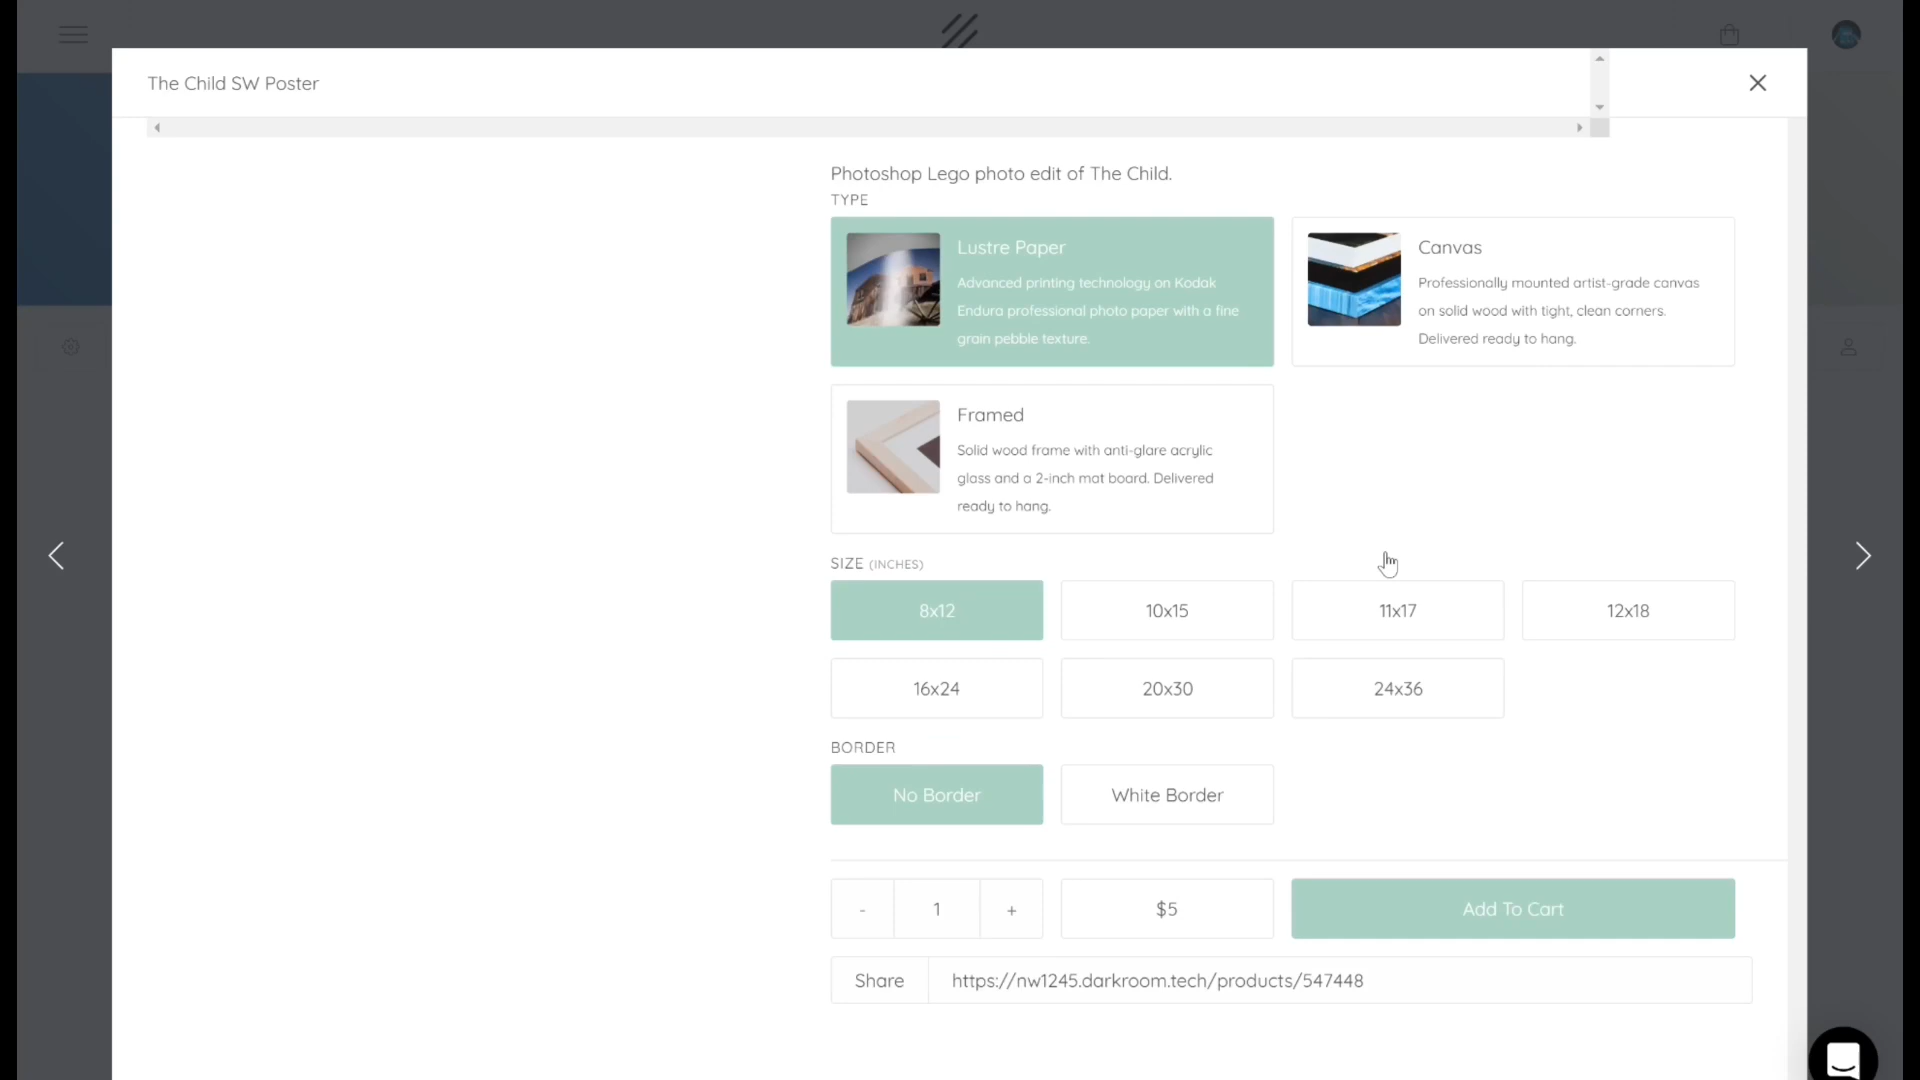 The Child SW Poster
Photoshop Lego photo edit of The Child.
TYPE
Lustre Paper
Advanced printing technology on Kodak
Endura professional photo paper with a fine
grain pebble texture.
Canvas
Professionally mounted artist-grade canvas
on solid wood with tight, clean corners.
Delivered ready to hang.
Framed
Solid wood frame with anti-glare acrylic
glass and a 2-inch mat board. Delivered
ready to hang.
SIZE (INCHES)
8x12
10x15
11x17
12x18
16x24
20x30
24x36
BORDER
No Border
White Border
- 1 +
$5
Add To Cart
Share
https://nw1245.darkroom.tech/products/547448